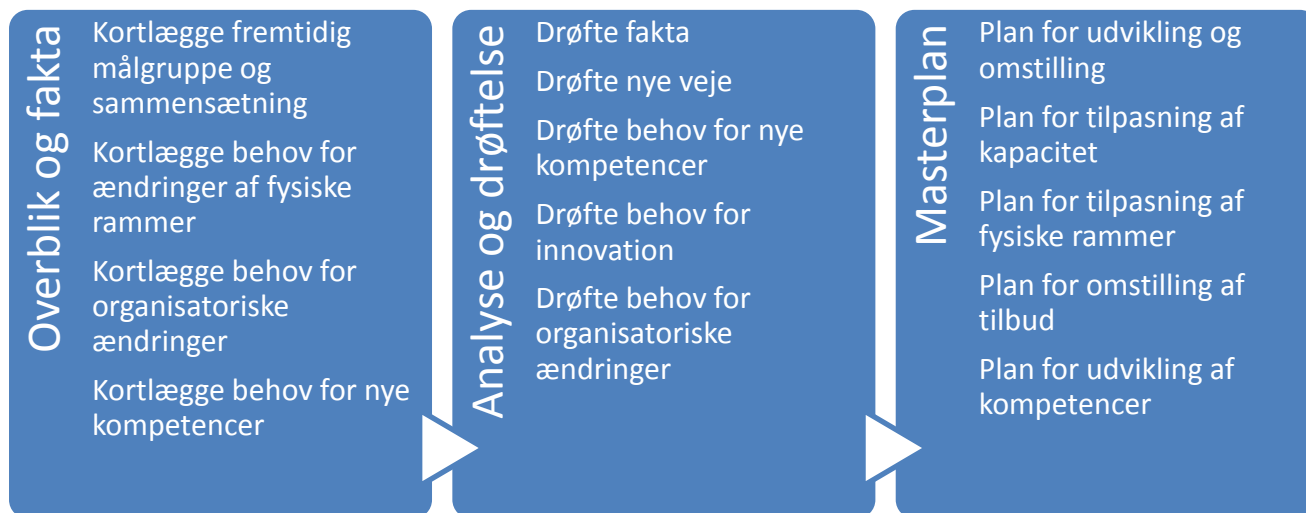 Overblik og fakta
Kortlægge fremtidig
målgruppe og
sammensætning
Kortlægge behov for
ændringer af fysiske
rammer
Kortlægge behov for
organisatoriske
ændringer
Kortlægge behov for nye
kompetencer
Analyse og drøftelse
Drøfte fakta
Drøfte nye veje
Drøfte behov for nye
kompetencer
Drøfte behov for
innovation
Drøfte behov for
organisatoriske
ændringer
Masterplan
Plan for udvikling og
omstilling
Plan for tilpasning af
kapacitet
Plan for tilpasning af
fysiske rammer
Plan for omstilling af
tilbud
Plan for udvikling af
kompetencer